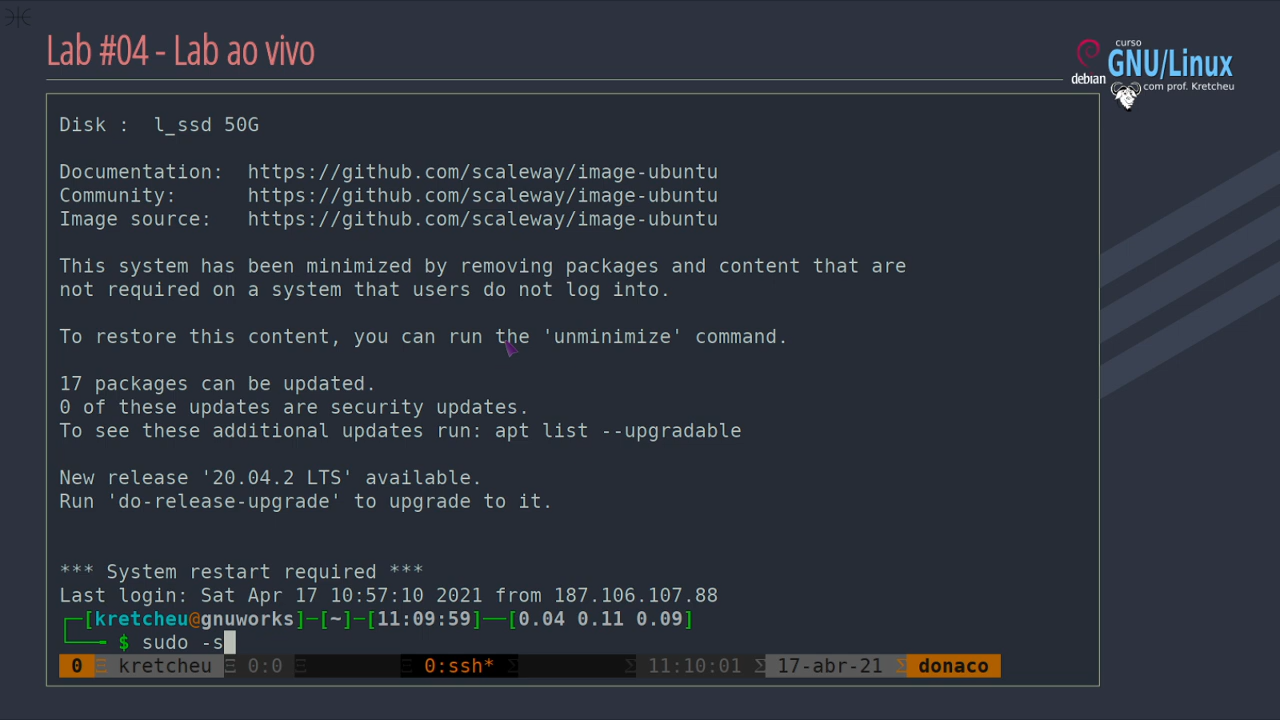 Lab #04 - Lab ao vivo
curso
GNU/Linux
debian
com prof. Kretcheu
Disk :  l_ssd 50G
Documentation:  https://github.com/scaleway/image-ubuntu
Community:      https://github.com/scaleway/image-ubuntu
Image source:   https://github.com/scaleway/image-ubuntu
This system has been minimized by removing packages and content that are
not required on a system that users do not log into.
To restore this content, you can run the 'unminimize' command.
17 packages can be updated.
0 of these updates are security updates.
To see these additional updates run: apt list --upgradable
New release '20.04.2 LTS' available.
Run 'do-release-upgrade' to upgrade to it.
*** System restart required ***
Last login: Sat Apr 17 10:57:10 2021 from 187.106.107.88
┌─[kretcheu@gnuworks]─[~]─[11:09:59]──[0.04 0.11 0.09]
└──╴ $ sudo -s
0 Ξ kretcheu Ξ 0:0 Ξ 0:ssh* Σ Σ 11:10:01 Σ 17-abr-21 Σ donaco